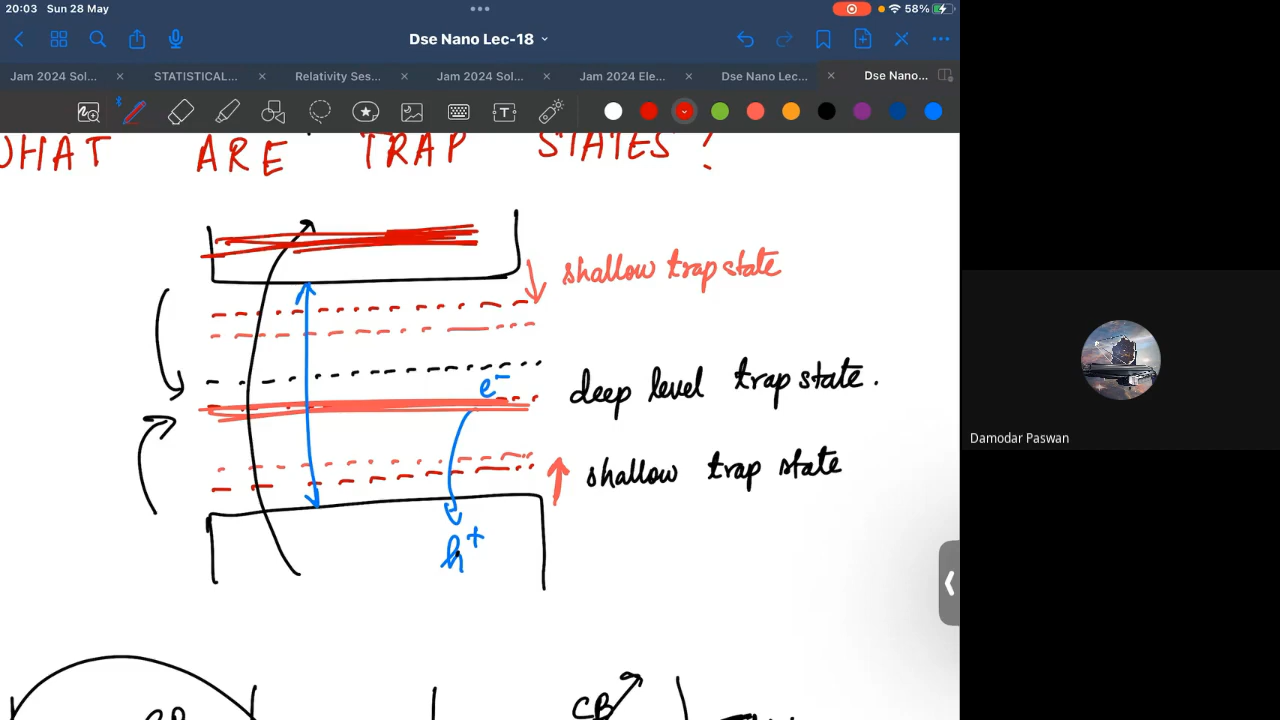 20:03 Sun 28 May
58%
Dse Nano Lec-18
Jam 2024 Sol...
STATISTICAL...
Relativity Ses...
Jam 2024 Sol...
Jam 2024 Ele...
Dse Nano Lec...
Dse Nano...
WHAT ARE TRAP STATES?
shallow trap state
deep level trap state.
e⁻
shallow trap state
h⁺
Damodar Paswan
CB
CB